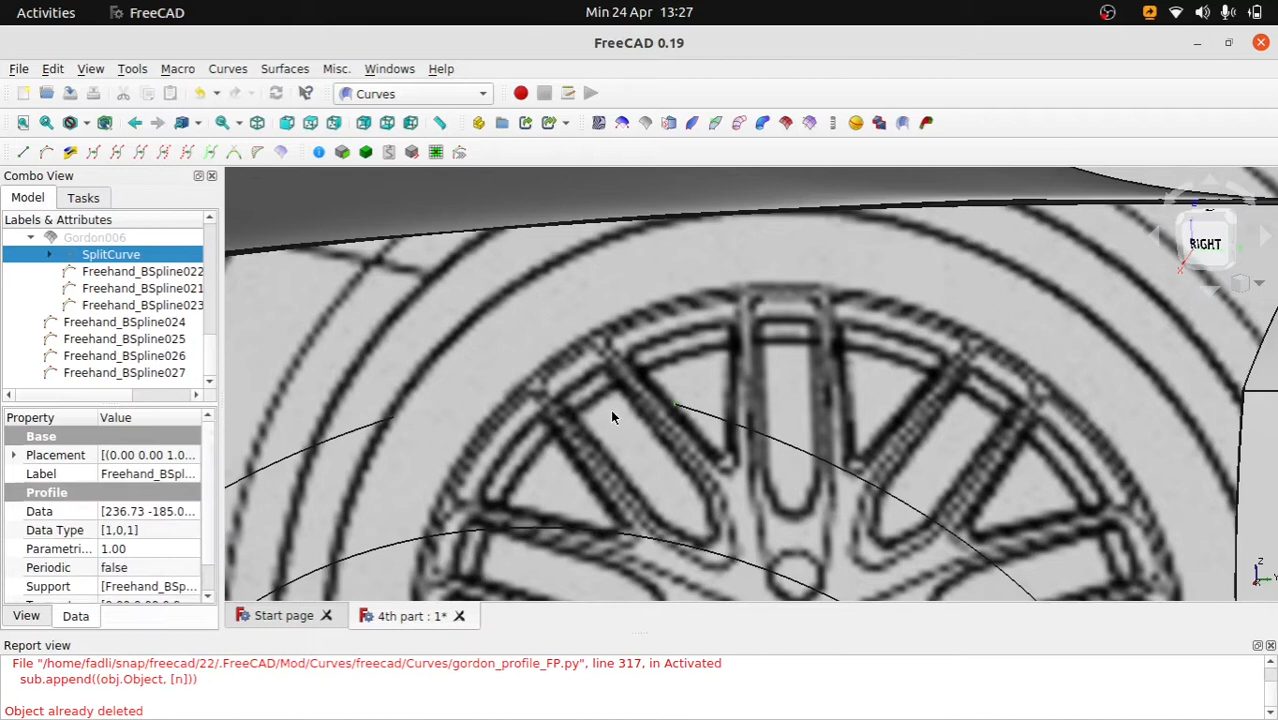 Activities
FreeCAD
Min 24 Apr 13:27
FreeCAD 0.19
File Edit View Tools Macro Curves Surfaces Misc. Windows Help
Curves
Combo View
Model Tasks
Labels & Attributes
Gordon006
SplitCurve
Freehand_BSpline022
Freehand_BSpline021
Freehand_BSpline023
Freehand_BSpline024
Freehand_BSpline025
Freehand_BSpline026
Freehand_BSpline027
Property Value
Base
Placement [(0.00 0.00 1.0...
Label Freehand_BSpl...
Profile
Data [236.73 -185.0...
Data Type [1,0,1]
Parametri... 1.00
Periodic false
Support [Freehand_BSp...
View Data
RIGHT
Z
Start page
4th part : 1*
Report view
File "/home/fadli/snap/freecad/22/.FreeCAD/Mod/Curves/freecad/Curves/gordon_profile_FP.py", line 317, in Activated
sub.append((obj.Object, [n]))
Object already deleted